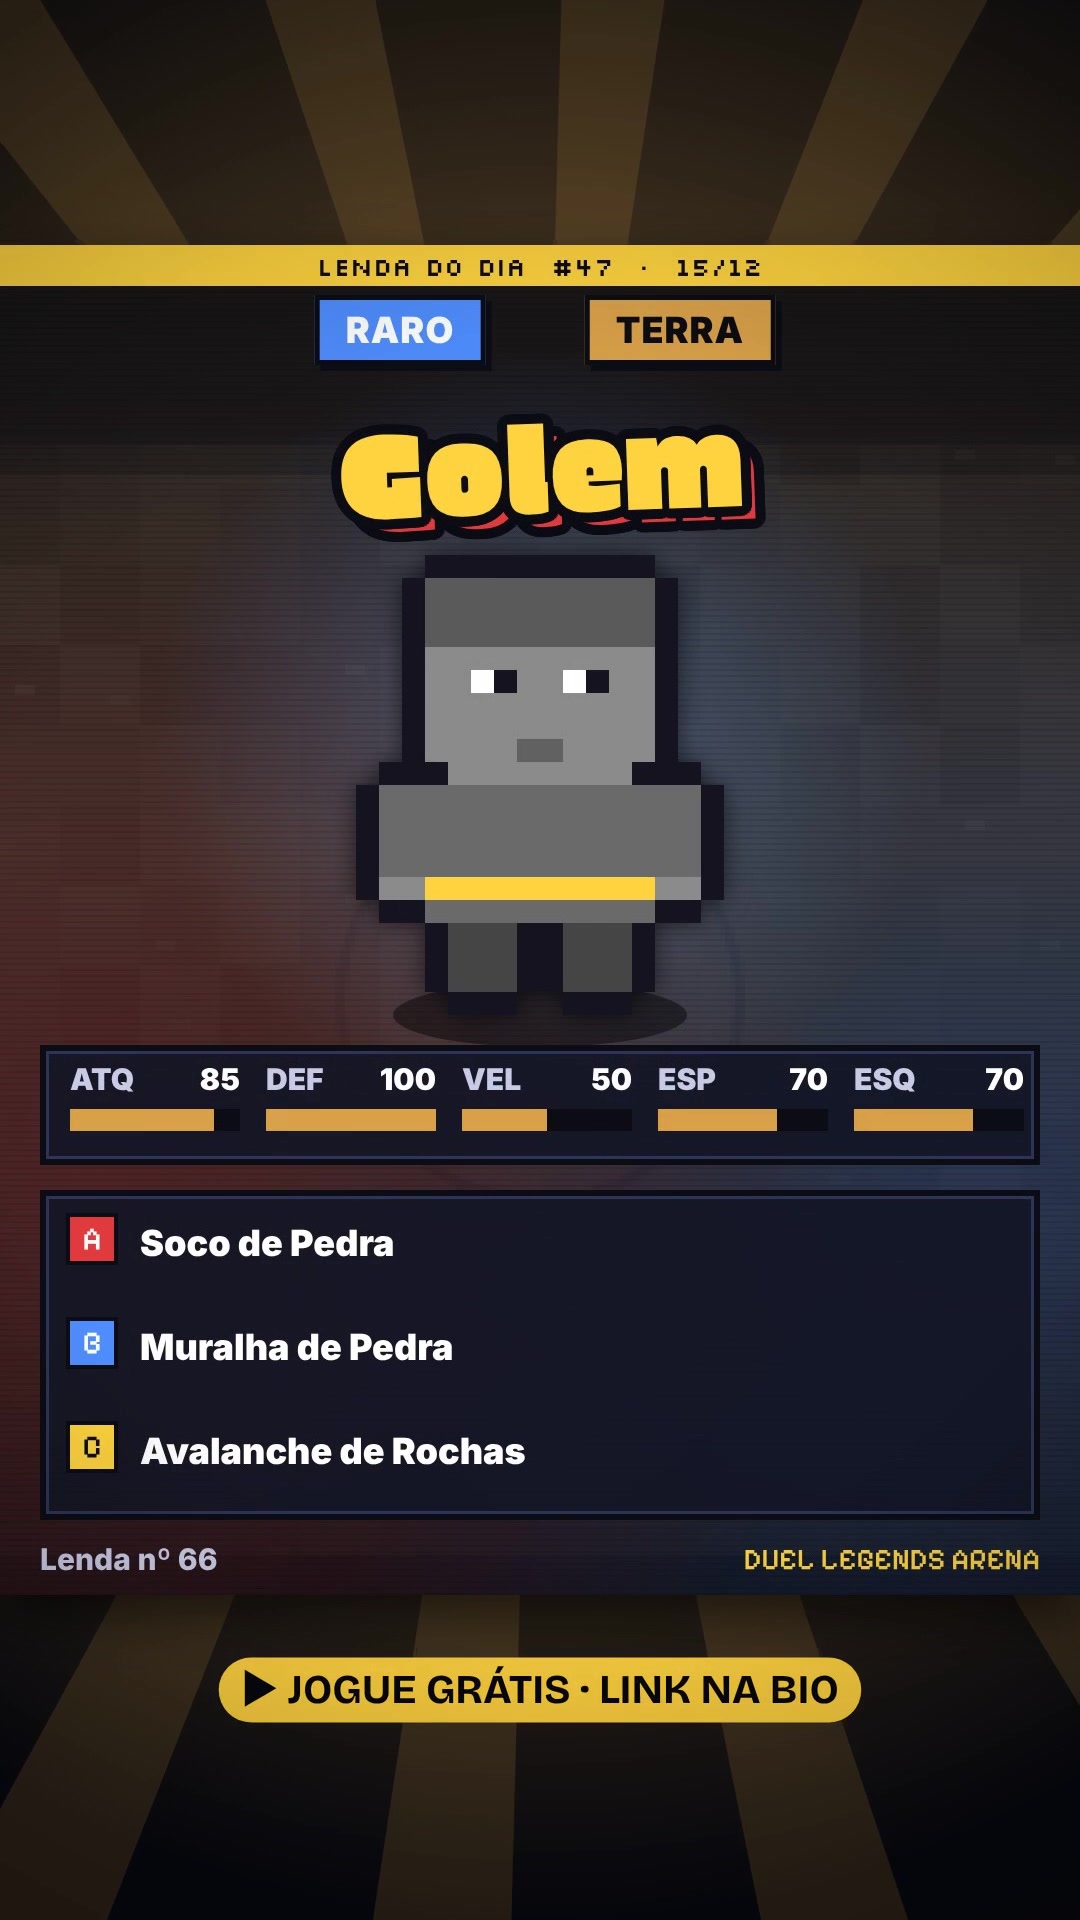 LENDA DO DIA #47 · 15/12
RARO TERRA
Golem
ATQ 85 DEF 100 VEL 50 ESP 70 ESQ 70
A Soco de Pedra
B Muralha de Pedra
C Avalanche de Rochas
Lenda nº 66 DUEL LEGENDS ARENA
▶ JOGUE GRÁTIS · LINK NA BIO